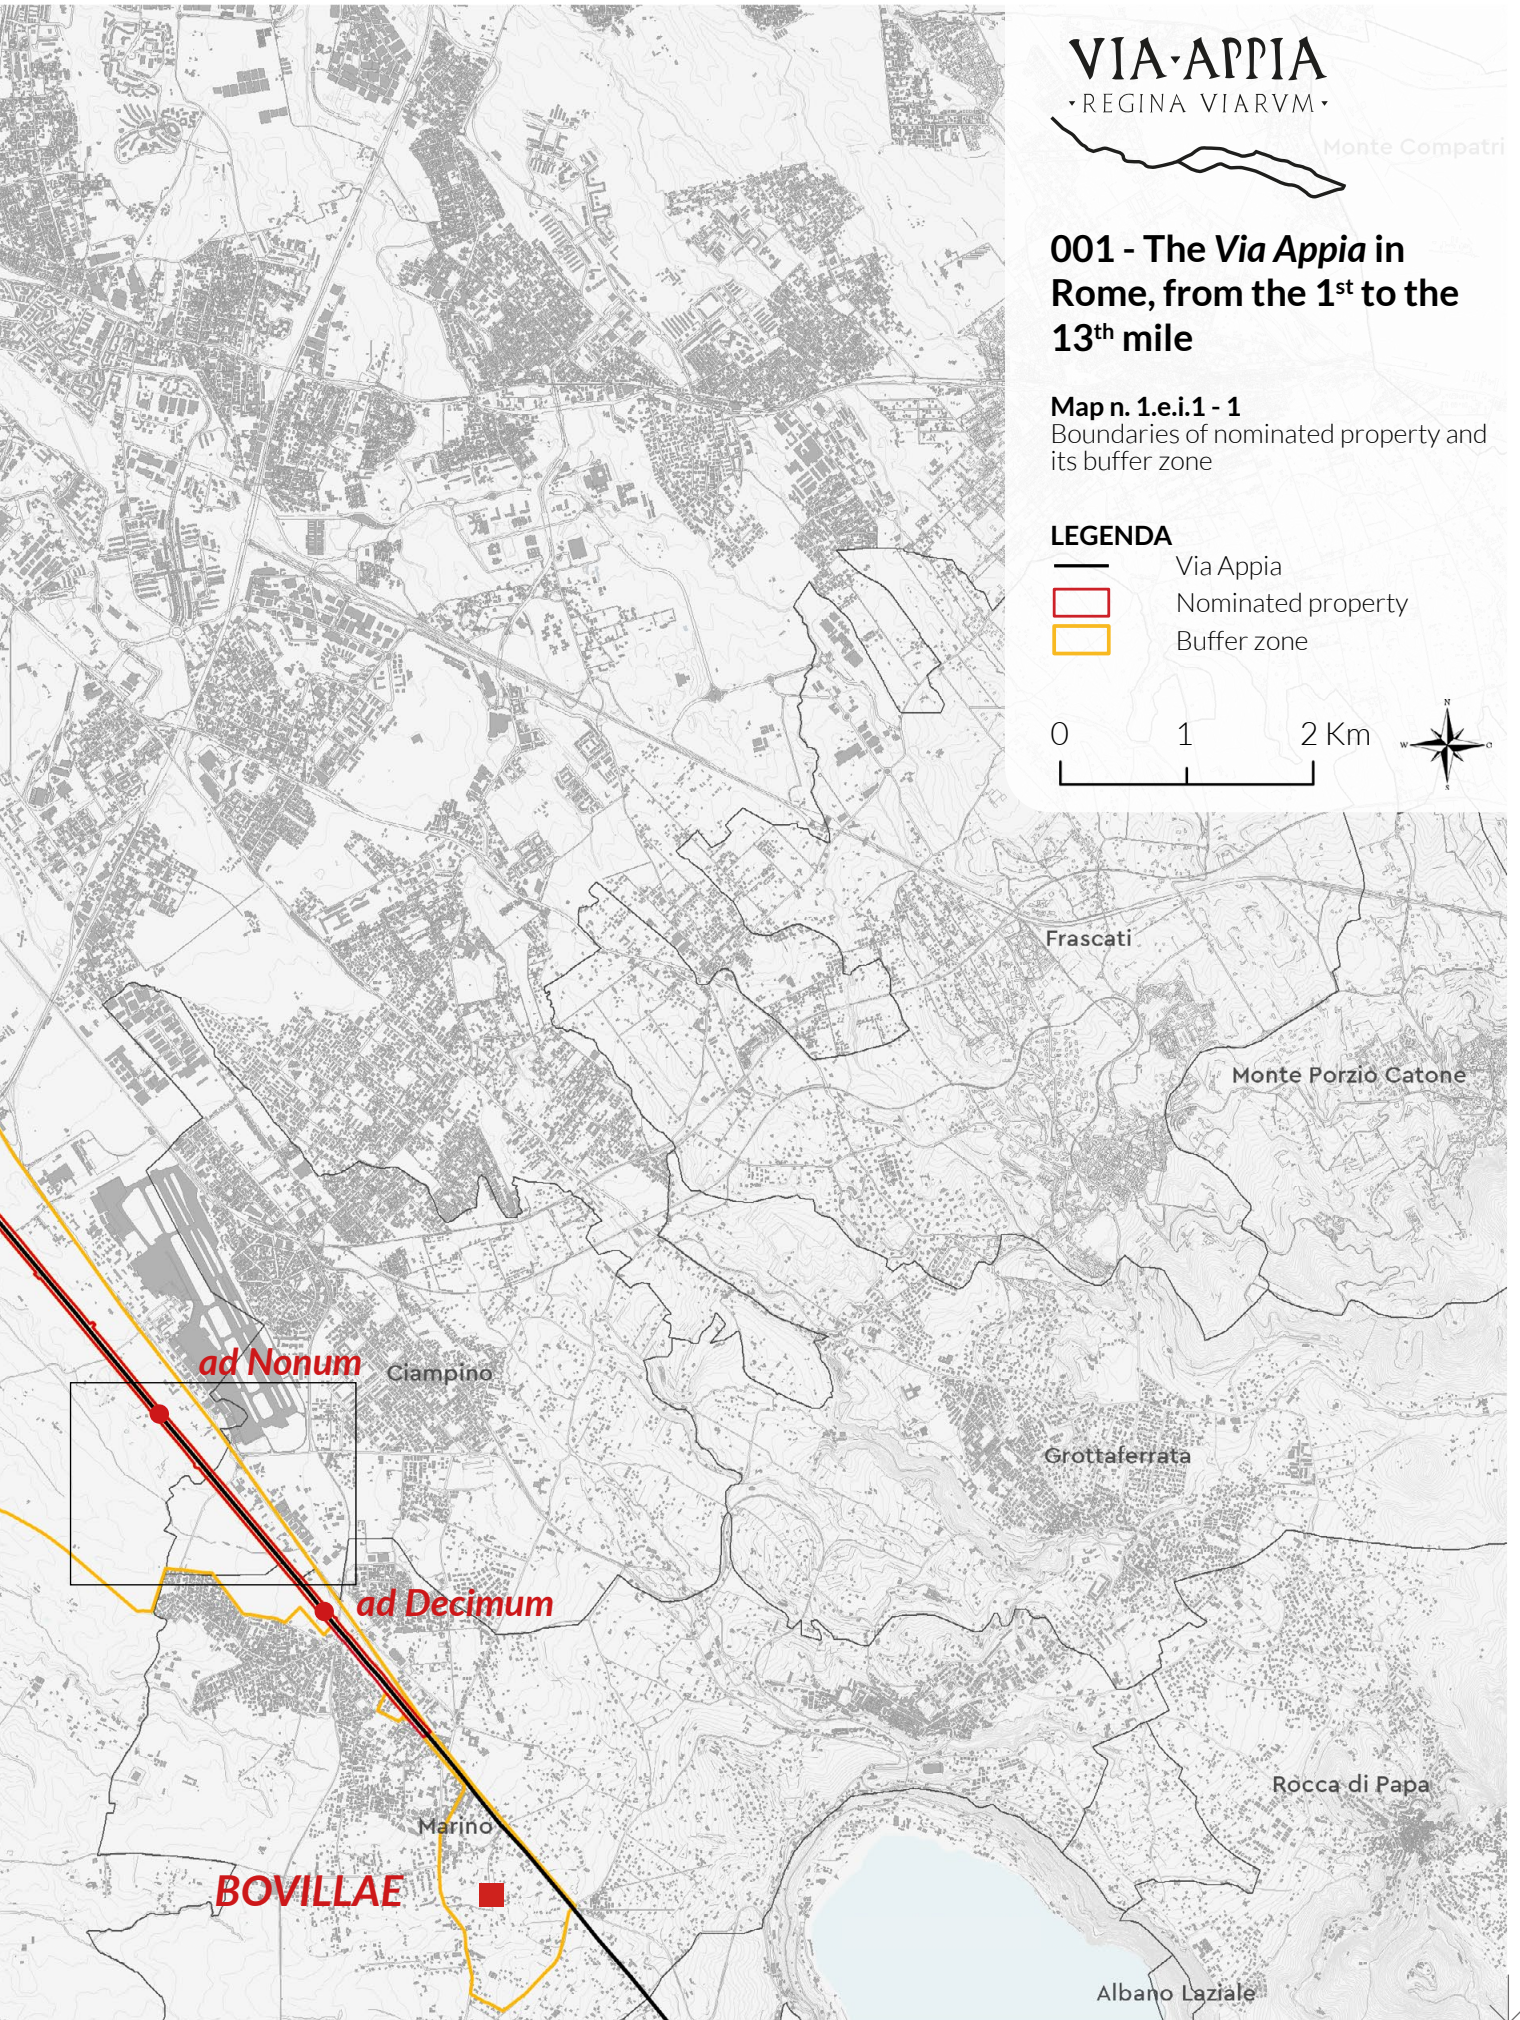 VIA·APPIA
·REGINA VIARVM·
Monte Compatri
001 - The Via Appia in
Rome, from the 1st to the
13th mile
Map n. 1.e.i.1 - 1
Boundaries of nominated property and
its buffer zone
LEGENDA
Via Appia
Nominated property
Buffer zone
0 1 2 Km
N
W O
S
Frascati
Monte Porzio Catone
ad Nonum
Ciampino
Grottaferrata
ad Decimum
Rocca di Papa
Marino
BOVILLAE
Albano Laziale